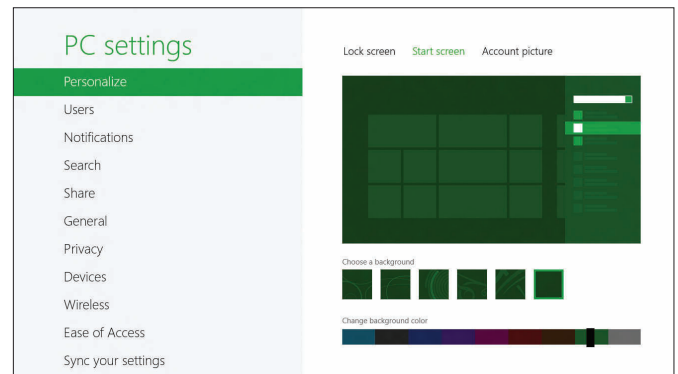 PC settings
Personalize
Users
Notifications
Search
Share
General
Privacy
Devices
Wireless
Ease of Access
Sync your settings
Lock screen Start screen Account picture
Choose a background
Change background color